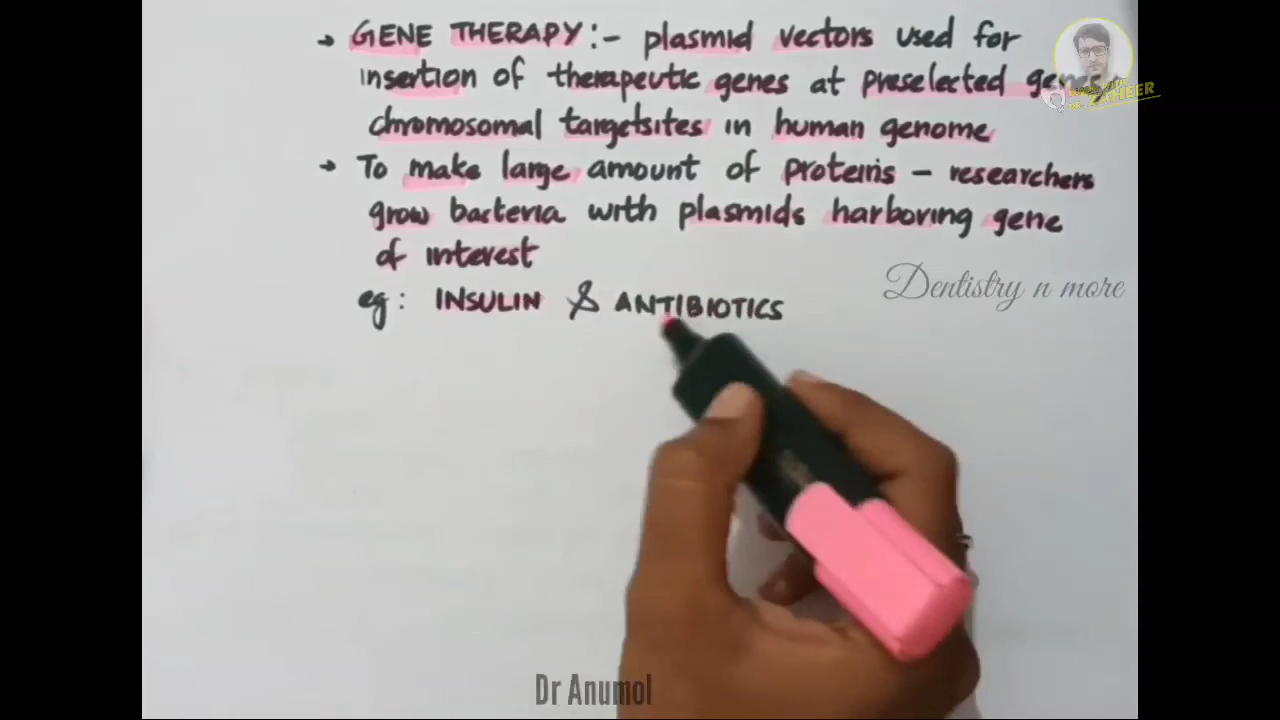 → GENE THERAPY :- plasmid vectors used for
insertion of therapeutic genes at preselected genes,
chromosomal targetsites in human genome
→ To make large amount of proteins – researchers
grow bacteria with plasmids harboring gene
of interest
eg : INSULIN & ANTIBIOTICS
Dentistry n more
ZAHEER
Dr Anumol